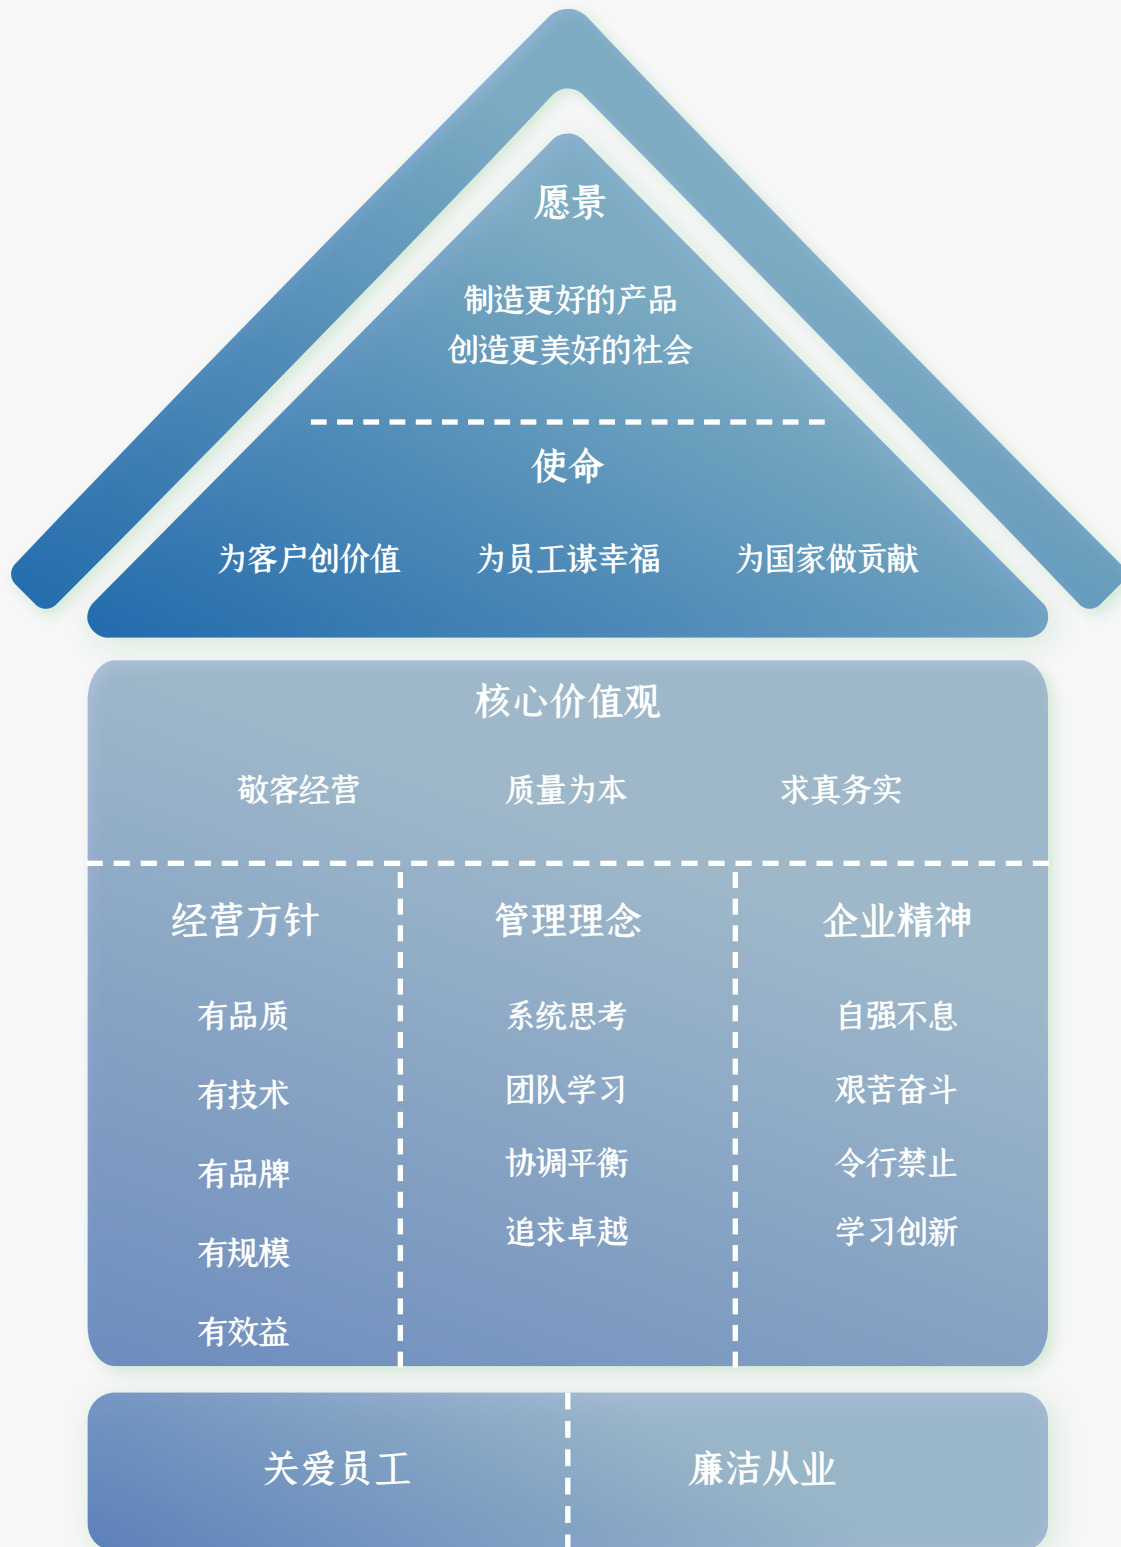 愿景
制造更好的产品
创造更美好的社会
使命
为客户创价值 为员工谋幸福 为国家做贡献
核心价值观
敬客经营 质量为本 求真务实
经营方针
有品质
有技术
有品牌
有规模
有效益
管理理念
系统思考
团队学习
协调平衡
追求卓越
企业精神
自强不息
艰苦奋斗
令行禁止
学习创新
关爱员工 廉洁从业